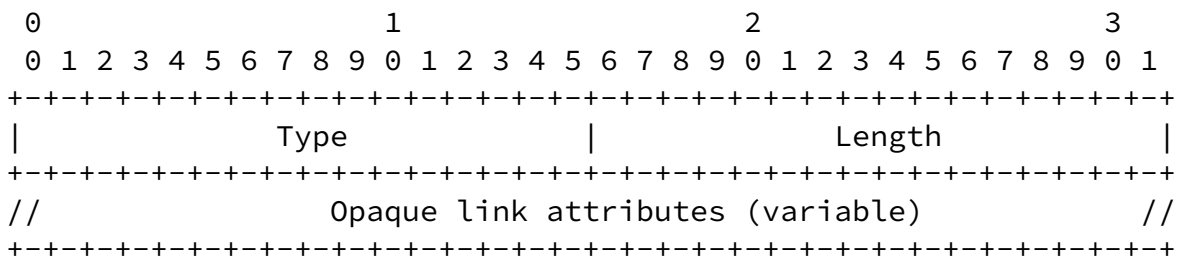 0                   1                   2                   3
 0 1 2 3 4 5 6 7 8 9 0 1 2 3 4 5 6 7 8 9 0 1 2 3 4 5 6 7 8 9 0 1
+-+-+-+-+-+-+-+-+-+-+-+-+-+-+-+-+-+-+-+-+-+-+-+-+-+-+-+-+-+-+-+-+
|              Type             |             Length            |
+-+-+-+-+-+-+-+-+-+-+-+-+-+-+-+-+-+-+-+-+-+-+-+-+-+-+-+-+-+-+-+-+
//                Opaque link attributes (variable)            //
+-+-+-+-+-+-+-+-+-+-+-+-+-+-+-+-+-+-+-+-+-+-+-+-+-+-+-+-+-+-+-+-+